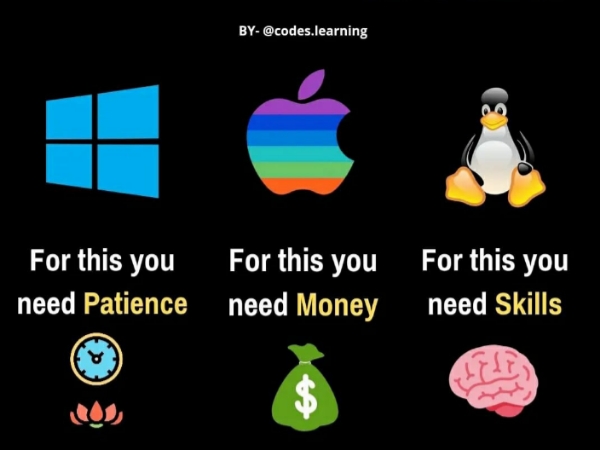 BY- @codes.learning
For this you
need Patience
For this you
need Money
$
For this you
need Skills